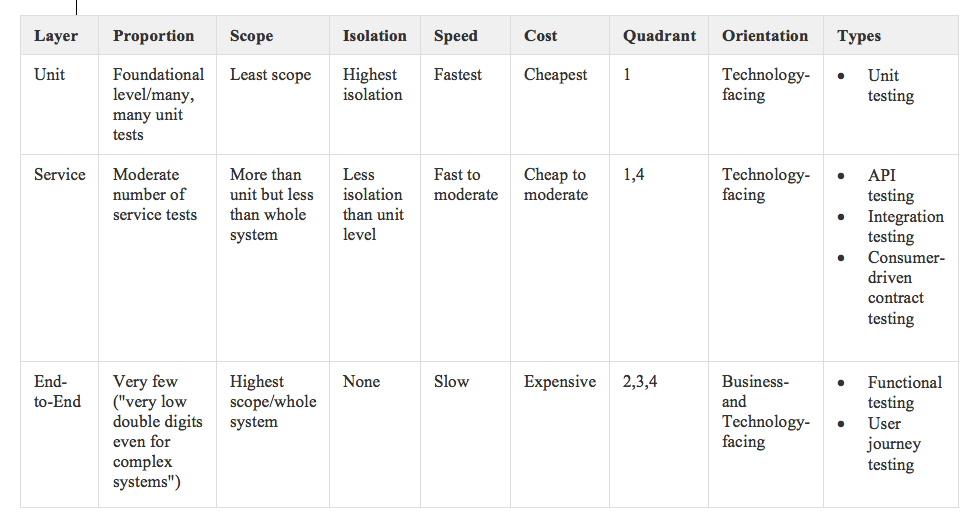 Layer Proportion Scope Isolation Speed Cost Quadrant Orientation Types
Unit
Foundational
level/many,
many unit
tests
Least scope
Highest
isolation
Fastest
Cheapest
1
Technology-
facing
• Unit
testing
Service
Moderate
number of
service tests
More than
unit but less
than whole
system
Less
isolation
than unit
level
Fast to
moderate
Cheap to
moderate
1,4
Technology-
facing
• API
testing
• Integration
testing
• Consumer-
driven
contract
testing
End-
to-End
Very few
("very low
double digits
even for
complex
systems")
Highest
scope/whole
system
None
Slow
Expensive
2,3,4
Business-
and
Technology-
facing
• Functional
testing
• User
journey
testing